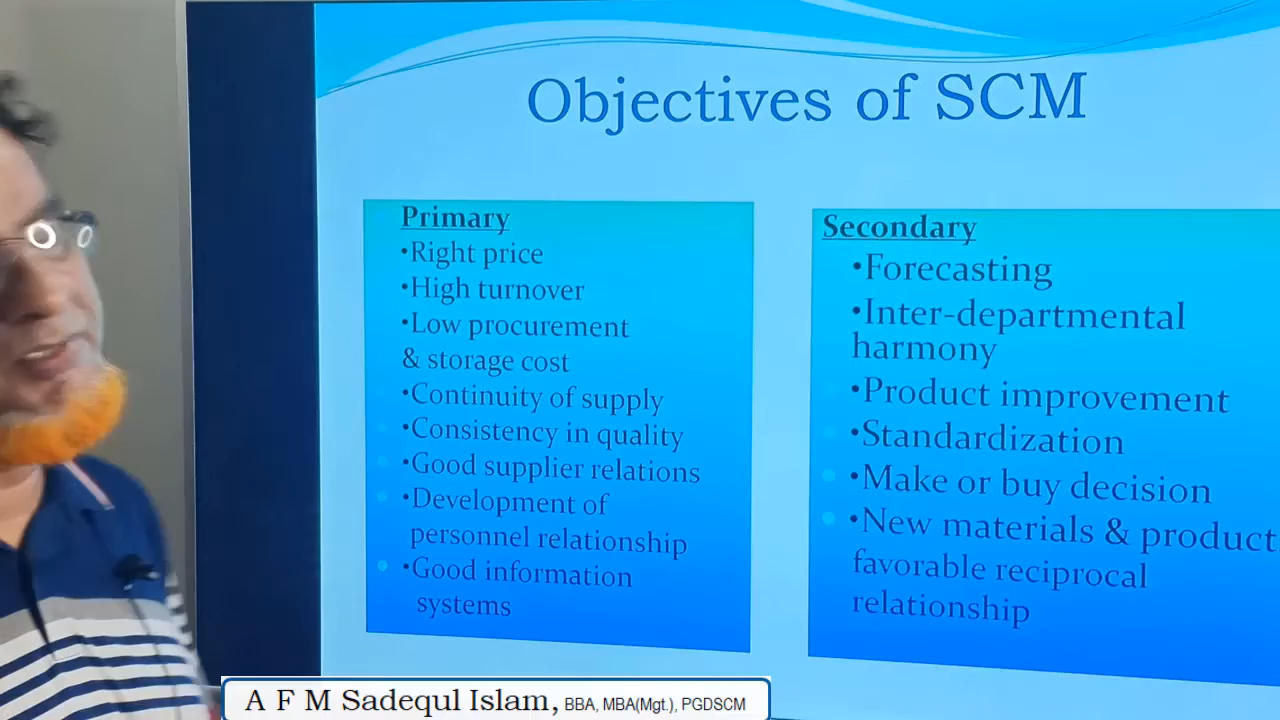 Objectives of SCM
Primary
•Right price
•High turnover
•Low procurement
& storage cost
•Continuity of supply
•Consistency in quality
•Good supplier relations
•Development of
personnel relationship
•Good information
systems
Secondary
•Forecasting
•Inter-departmental
harmony
•Product improvement
•Standardization
•Make or buy decision
•New materials & product
favorable reciprocal
relationship
A F M Sadequl Islam, BBA, MBA(Mgt.), PGDSCM